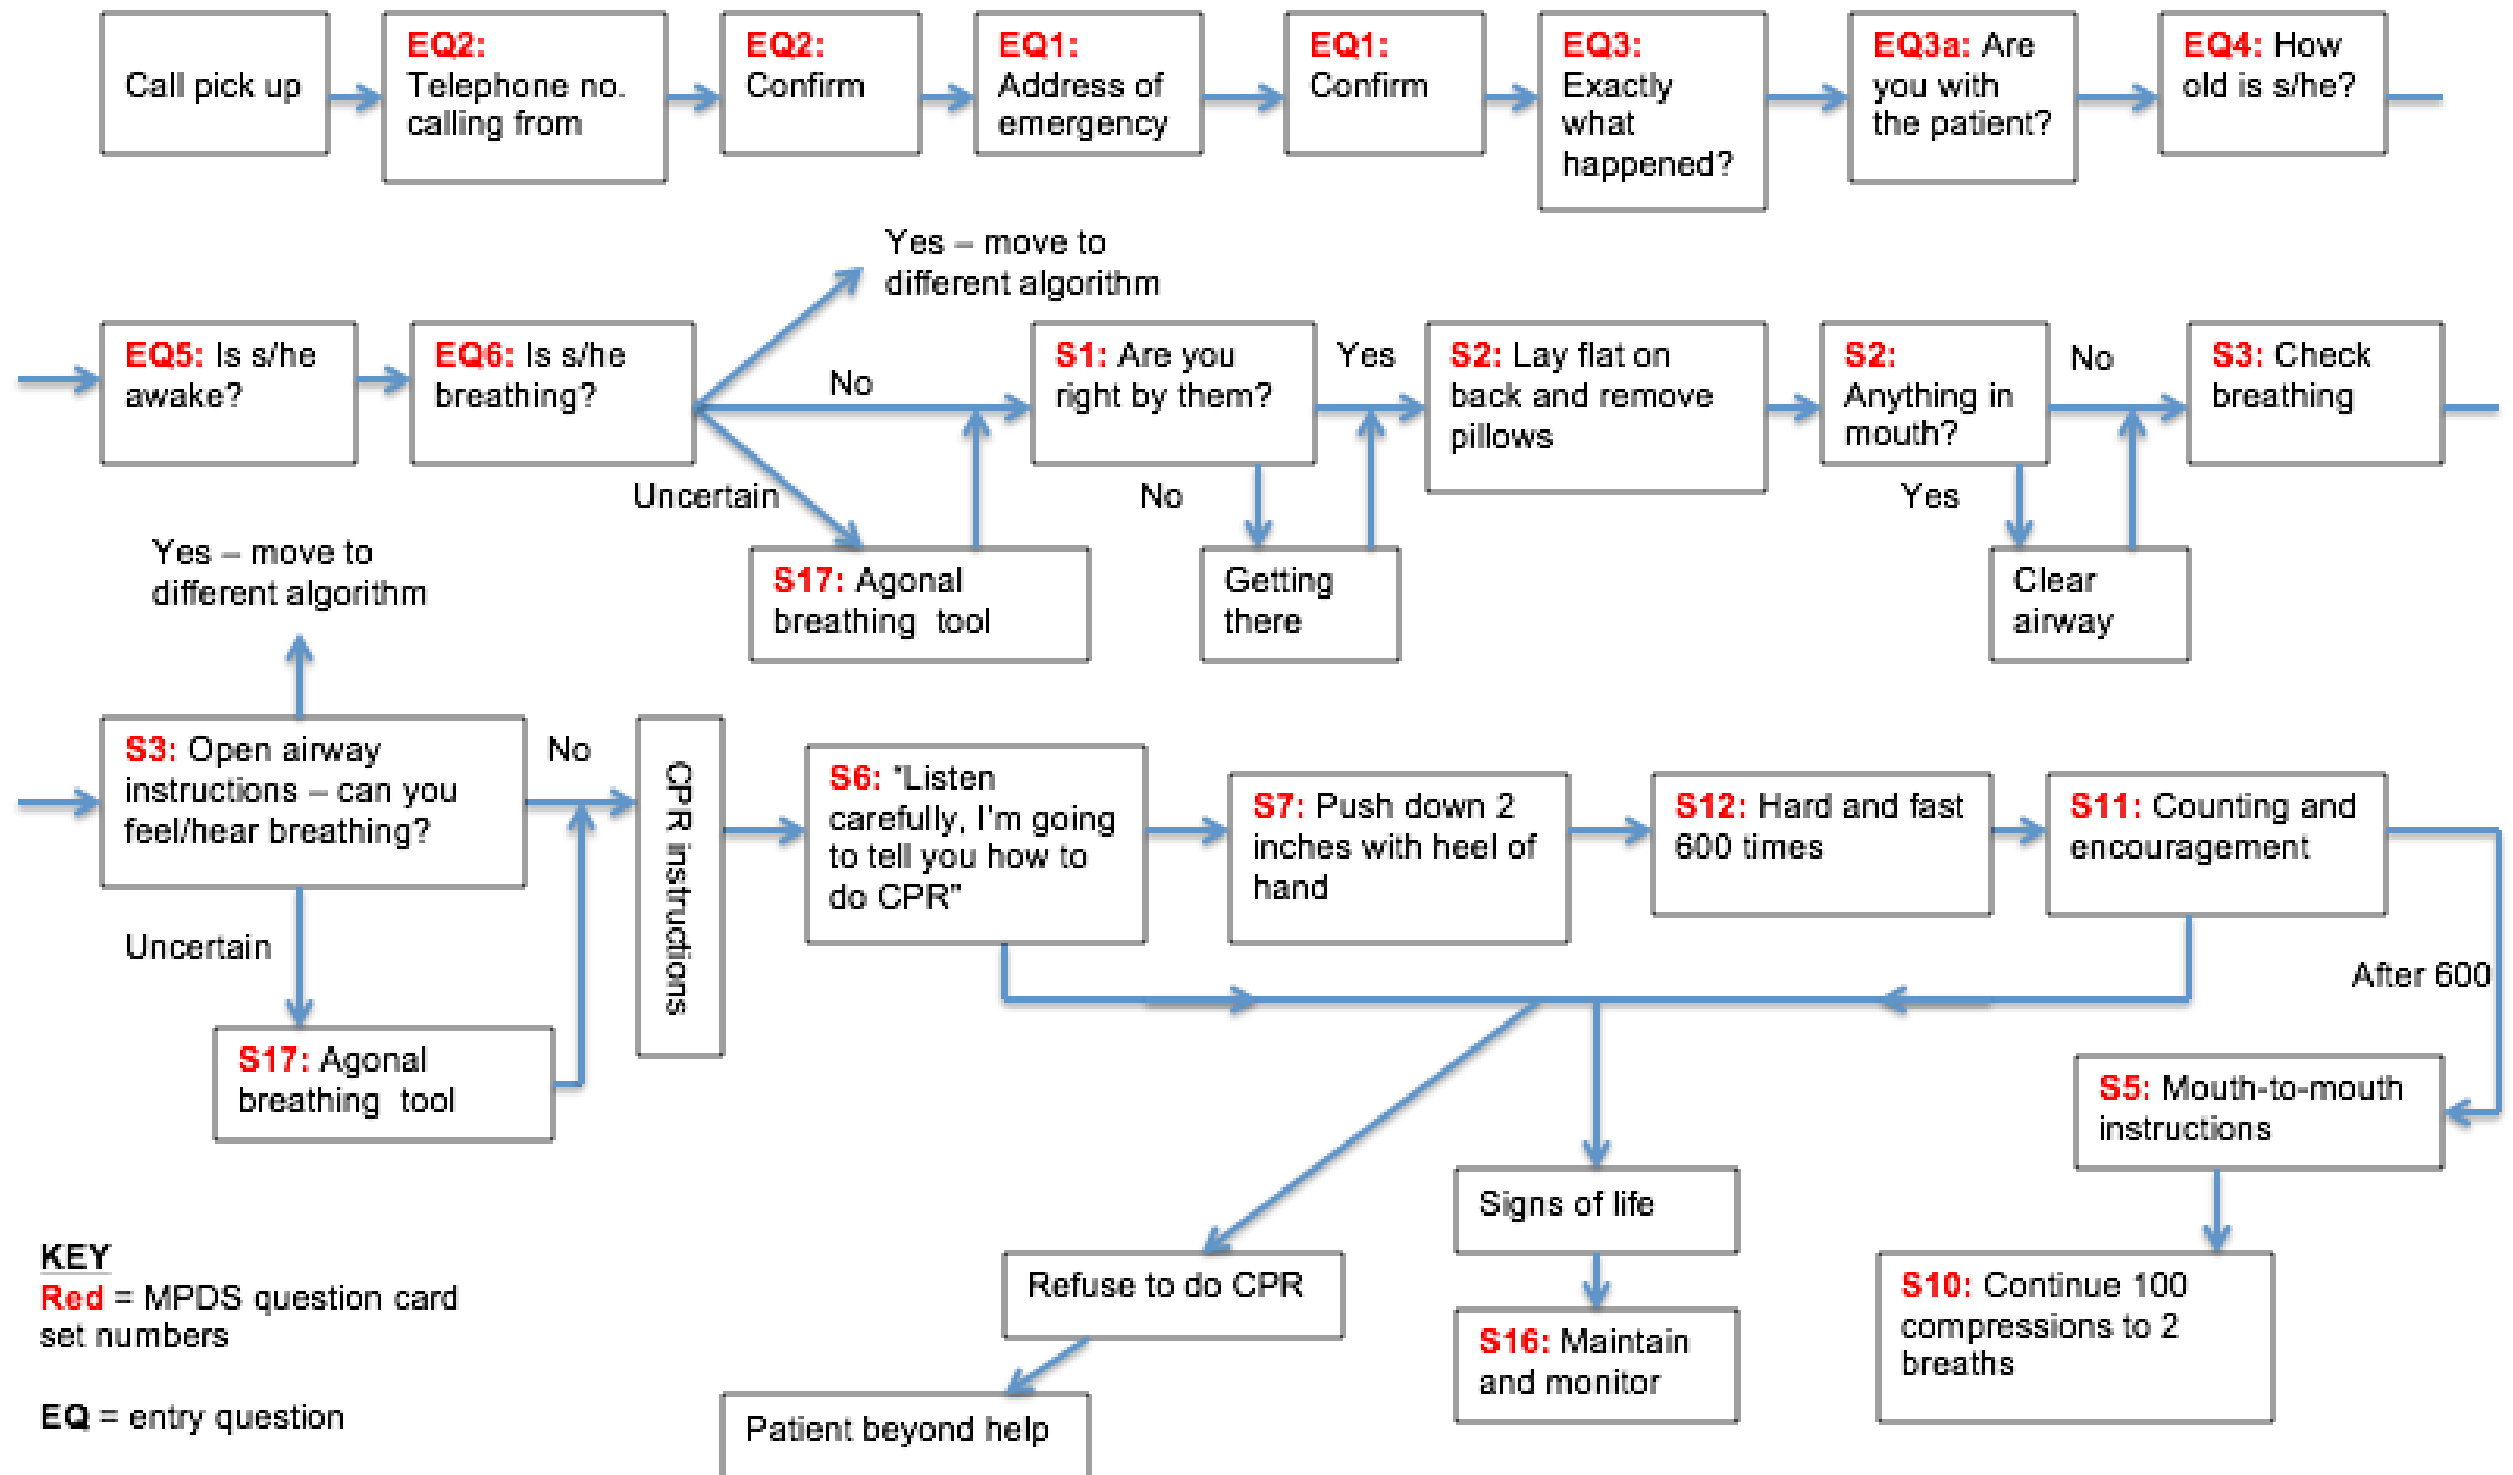 Call pick up
EQ2:
Telephone no.
calling from
EQ2:
Confirm
EQ1:
Address of
emergency
EQ1:
Confirm
EQ3:
Exactly
what
happened?
EQ3a: Are
you with
the patient?
EQ4: How
old is s/he?
Yes – move to
different algorithm
EQ5: Is s/he
awake?
EQ6: Is s/he
breathing?
No
Uncertain
S17: Agonal
breathing tool
S1: Are you
right by them?
Yes
No
Getting
there
S2: Lay flat on
back and remove
pillows
S2:
Anything in
mouth?
No
Yes
Clear
airway
S3: Check
breathing
Yes – move to
different algorithm
S3: Open airway
instructions – can you
feel/hear breathing?
No
Uncertain
S17: Agonal
breathing tool
CPR instructions
S6: "Listen
carefully, I'm going
to tell you how to
do CPR"
S7: Push down 2
inches with heel of
hand
S12: Hard and fast
600 times
S11: Counting and
encouragement
After 600
S5: Mouth-to-mouth
instructions
S10: Continue 100
compressions to 2
breaths
Signs of life
S16: Maintain
and monitor
Refuse to do CPR
Patient beyond help
KEY
Red = MPDS question card
set numbers
EQ = entry question